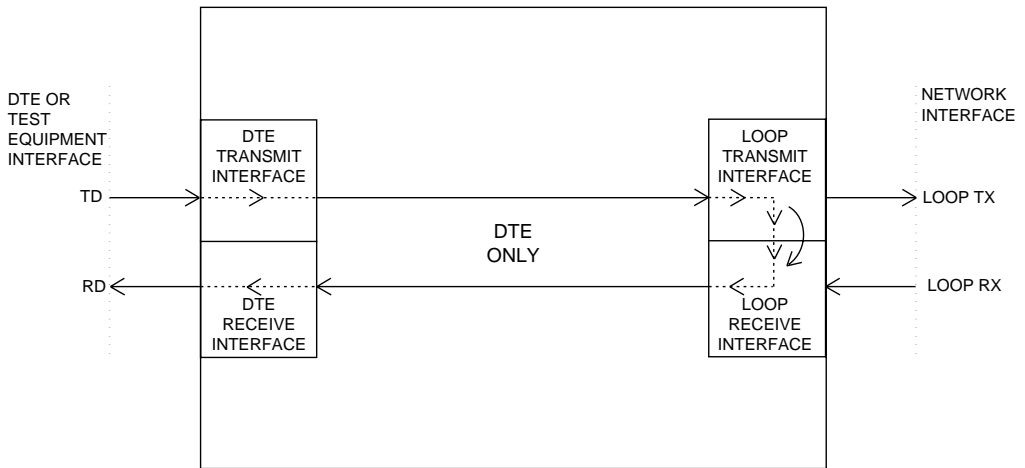 DTE OR
TEST
EQUIPMENT
INTERFACE
NETWORK
INTERFACE
DTE
TRANSMIT
INTERFACE
LOOP
TRANSMIT
INTERFACE
TD
LOOP TX
DTE
ONLY
RD
LOOP RX
DTE
RECEIVE
INTERFACE
LOOP
RECEIVE
INTERFACE